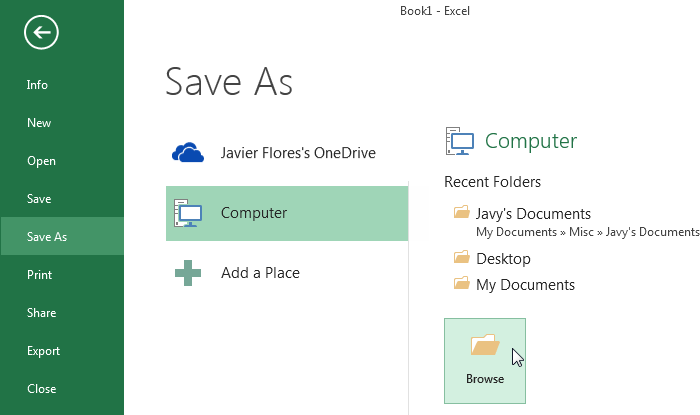 Book1 - Excel
Info
New
Open
Save
Save As
Print
Share
Export
Close
Save As
Javier Flores's OneDrive
Computer
Add a Place
Computer
Recent Folders
Javy's Documents
My Documents » Misc » Javy's Documents
Desktop
My Documents
Browse